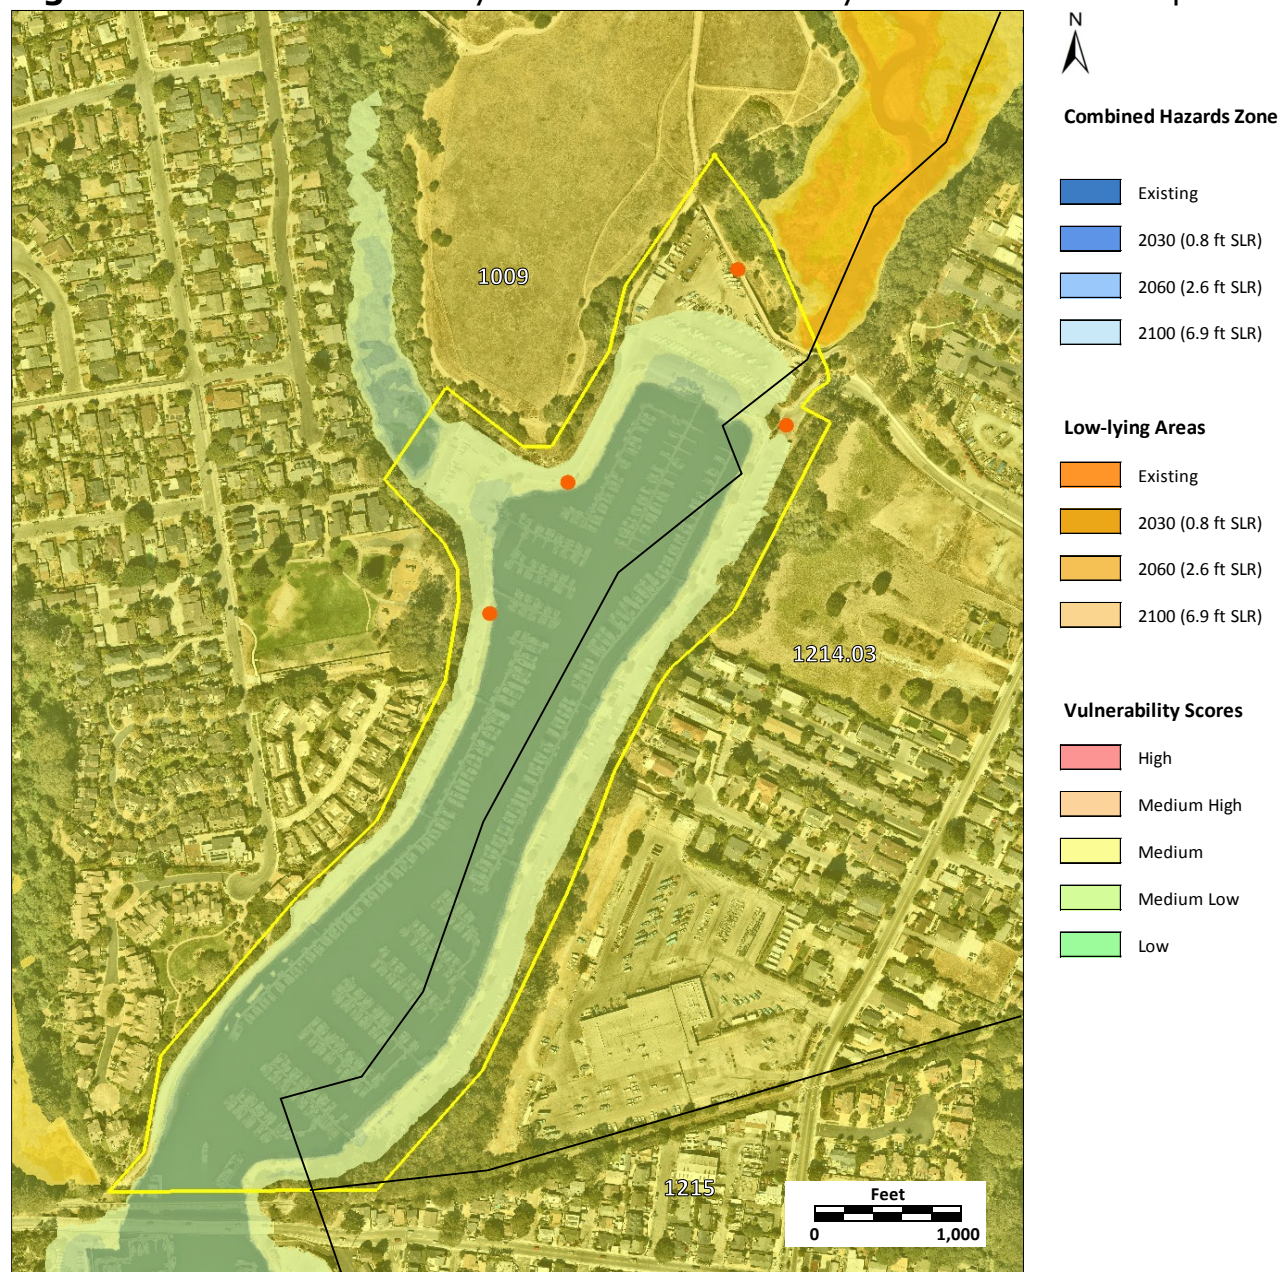 N
Combined Hazards Zone
Existing
2030 (0.8 ft SLR)
2060 (2.6 ft SLR)
2100 (6.9 ft SLR)
Low-lying Areas
Existing
2030 (0.8 ft SLR)
2060 (2.6 ft SLR)
2100 (6.9 ft SLR)
Vulnerability Scores
High
Medium High
Medium
Medium Low
Low
1009
1214.03
1215
Feet
0 1,000